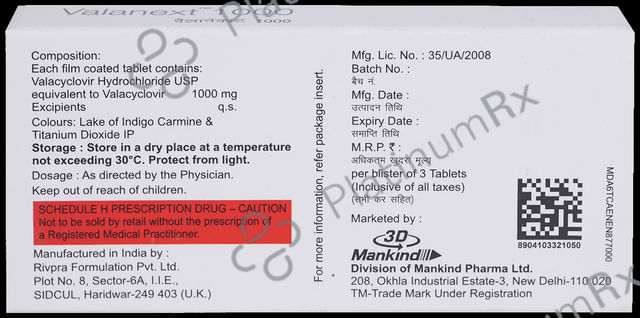 Valanext 1000
वैलानेक्स्ट 1000
Composition:
Each film coated tablet contains:
Valacyclovir Hydrochloride USP
equivalent to Valacyclovir 1000 mg
Excipients q.s.
Colours: Lake of Indigo Carmine &
Titanium Dioxide IP
Storage : Store in a dry place at a temperature
not exceeding 30°C. Protect from light.
Dosage : As directed by the Physician.
Keep out of reach of children.
SCHEDULE H PRESCRIPTION DRUG – CAUTION
Not to be sold by retail without the prescription of
a Registered Medical Practitioner.
Manufactured in India by :
Rivpra Formulation Pvt. Ltd.
Plot No. 8, Sector-6A, I.I.E.,
SIDCUL, Haridwar-249 403 (U.K.)
For more information, refer package insert.
Mfg. Lic. No. : 35/UA/2008
Batch No. :
बैच नं.
Mfg. Date :
उत्पादन तिथि
Expiry Date :
समाप्ति तिथि
M.R.P. ₹ :
अधिकतम खुदरा मूल्य
per blister of 3 Tablets
(Inclusive of all taxes)
(सभी कर सहित)
Marketed by :
3D
Mankind
Division of Mankind Pharma Ltd.
208, Okhla Industrial Estate-3, New Delhi-110 020
TM-Trade Mark Under Registration
8904103321050
MDA6TCAENEN877000
PlatinumRx